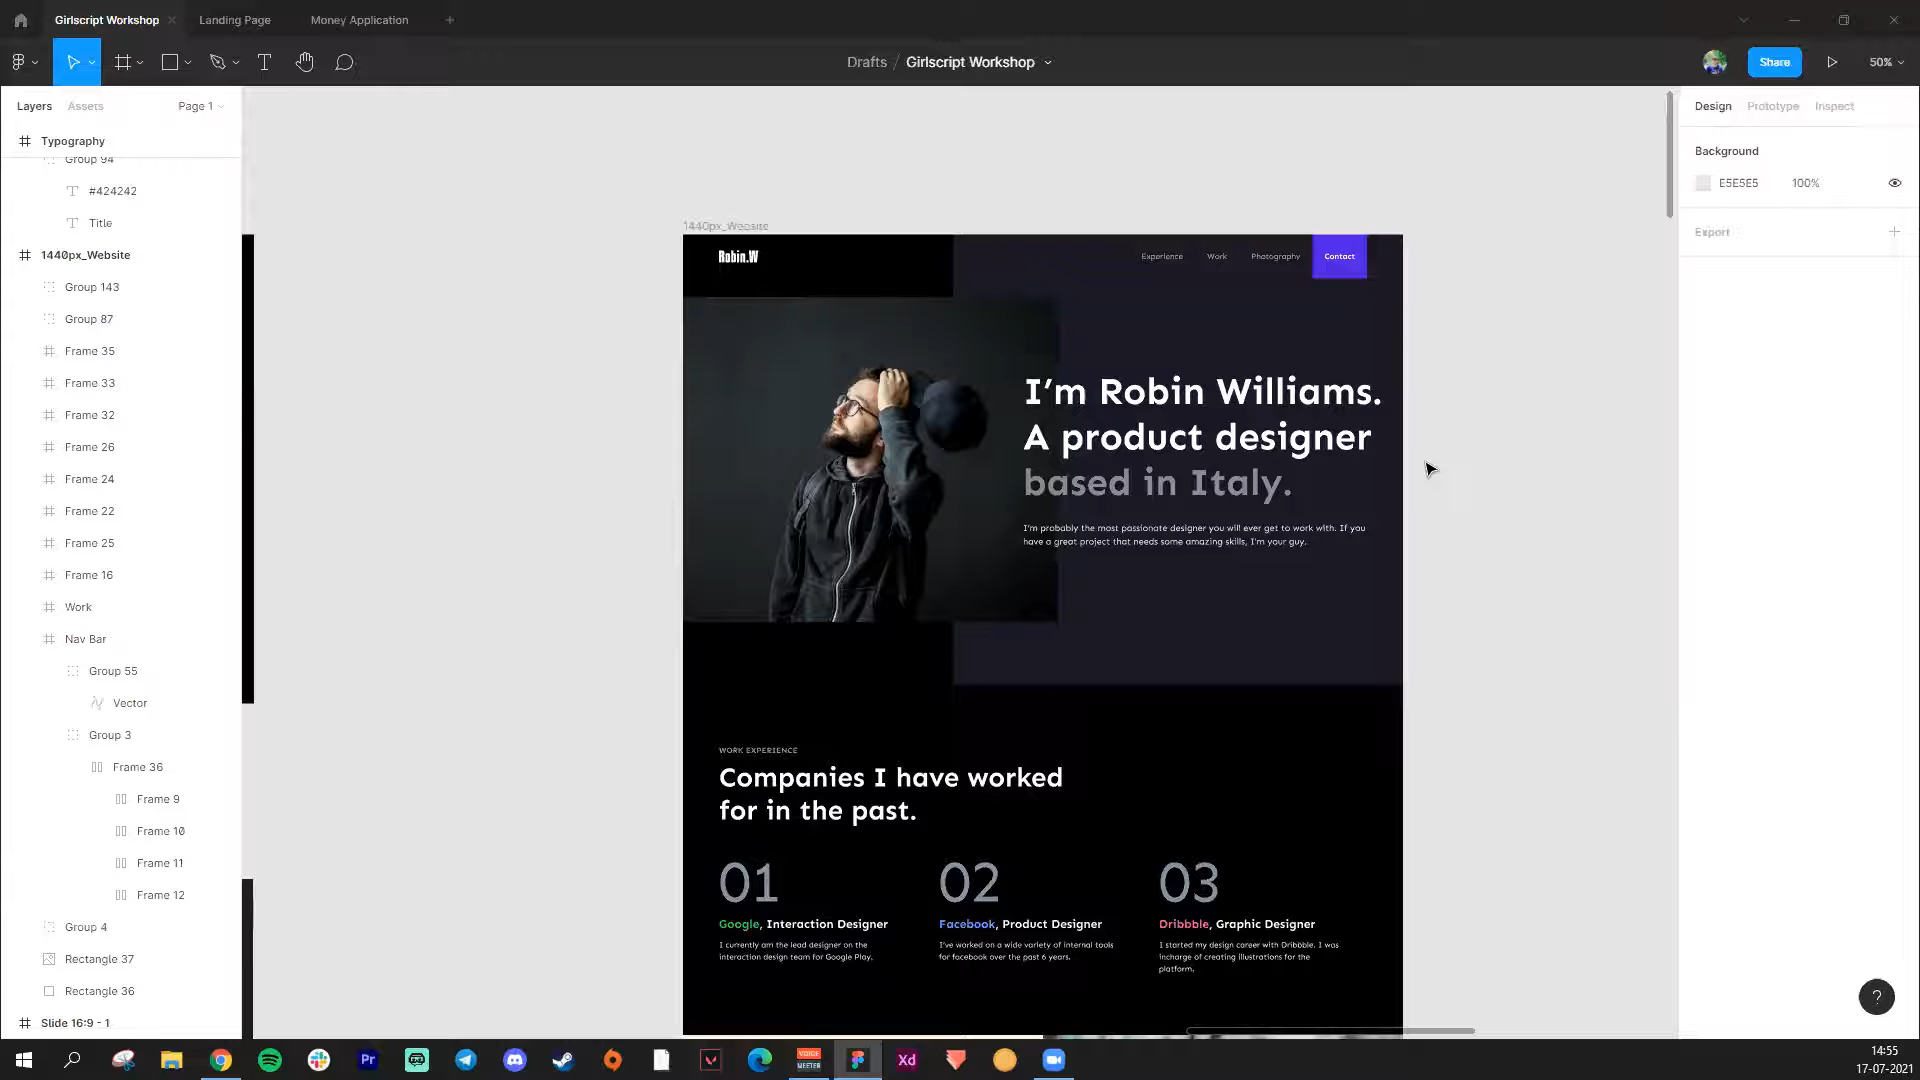 Girlscript Workshop
Landing Page
Money Application
Drafts / Girlscript Workshop
Share
50%
Layers
Assets
Page 1
Typography
Group 94
#424242
Title
1440px_Website
Group 143
Group 87
Frame 35
Frame 33
Frame 32
Frame 26
Frame 24
Frame 22
Frame 25
Frame 16
Work
Nav Bar
Group 55
Vector
Group 3
Frame 36
Frame 9
Frame 10
Frame 11
Frame 12
Group 4
Rectangle 37
Rectangle 36
Slide 16:9 - 1
1440px_Website
Robin.W
Experience
Work
Photography
Contact
I'm Robin Williams.
A product designer
based in Italy.
I'm probably the most passionate designer you will ever get to work with. If you
have a great project that needs some amazing skills, I'm your guy.
WORK EXPERIENCE
Companies I have worked
for in the past.
01
Google, Interaction Designer
I currently am the lead designer on the
interaction design team for Google Play.
02
Facebook, Product Designer
I've worked on a wide variety of internal tools
for facebook over the past 6 years.
03
Dribbble, Graphic Designer
I started my design career with Dribbble. I was
incharge of creating illustrations for the
platform.
Design
Prototype
Inspect
Background
E5E5E5
100%
Export
?
Pr
VOICE
MEETER
Xd
14:55
17-07-2021